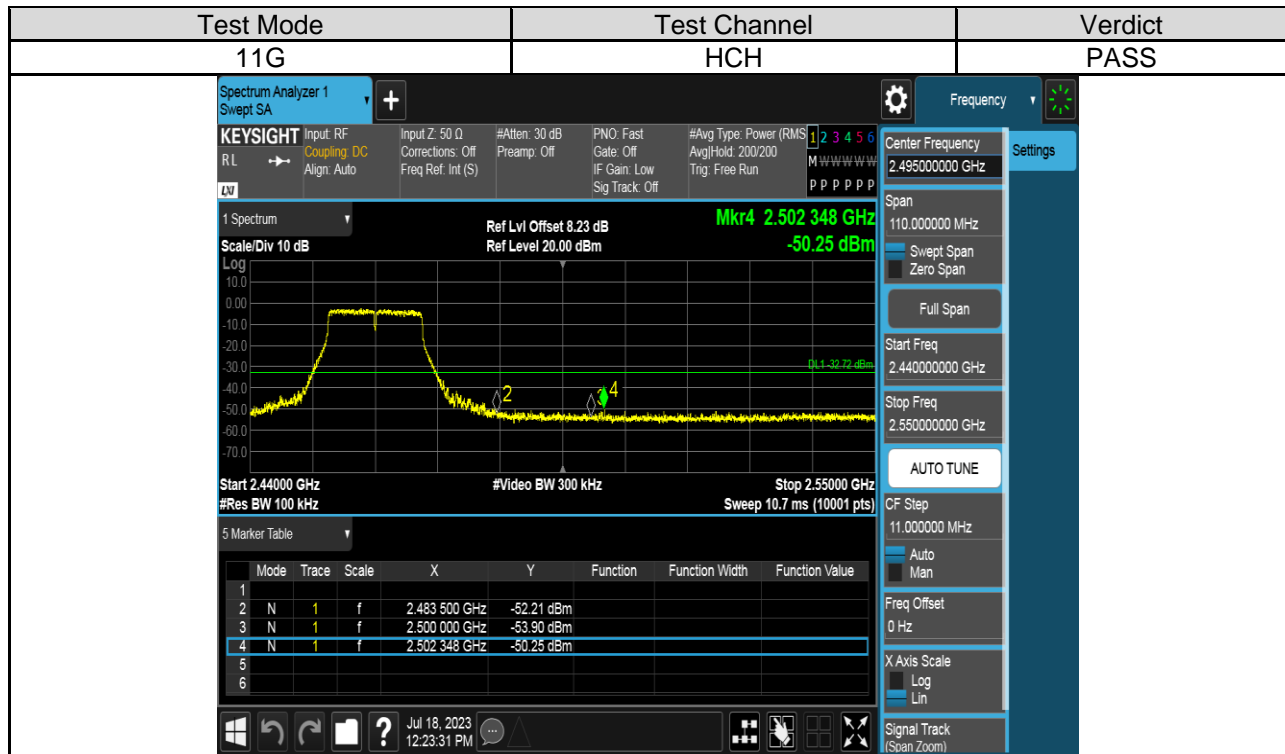 Test Mode Test Channel Verdict
11G HCH PASS
Spectrum Analyzer 1
Swept SA
+
Frequency
KEYSIGHT
RL
LXI
Input: RF
Coupling: DC
Align: Auto
Input Z: 50 Ω
Corrections: Off
Freq Ref: Int (S)
#Atten: 30 dB
Preamp: Off
PNO: Fast
Gate: Off
IF Gain: Low
Sig Track: Off
#Avg Type: Power (RMS
Avg|Hold: 200/200
Trig: Free Run
1 2 3 4 5 6
M W W W W W
P P P P P P
1 Spectrum
Scale/Div 10 dB
Ref Lvl Offset 8.23 dB
Ref Level 20.00 dBm
Mkr4 2.502 348 GHz
-50.25 dBm
Log
10.0
0.00
-10.0
-20.0
-30.0
-40.0
-50.0
-60.0
-70.0
DL1 -32.72 dBm
2
3
4
Start 2.44000 GHz #Video BW 300 kHz Stop 2.55000 GHz
#Res BW 100 kHz Sweep 10.7 ms (10001 pts)
5 Marker Table
Mode Trace Scale X Y Function Function Width Function Value
1
2 N 1 f 2.483 500 GHz -52.21 dBm
3 N 1 f 2.500 000 GHz -53.90 dBm
4 N 1 f 2.502 348 GHz -50.25 dBm
5
6
?
Jul 18, 2023
12:23:31 PM
Center Frequency
2.495000000 GHz
Span
110.000000 MHz
Swept Span
Zero Span
Full Span
Start Freq
2.440000000 GHz
Stop Freq
2.550000000 GHz
AUTO TUNE
CF Step
11.000000 MHz
Auto
Man
Freq Offset
0 Hz
X Axis Scale
Log
Lin
Signal Track
(Span Zoom)
Settings